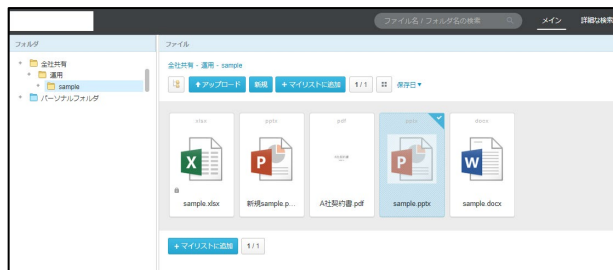 ファイル名 / フォルダ名の検索
メイン
詳細な検索
フォルダ
ファイル
全社共有
運用
sample
パーソナルフォルダ
全社共有 - 運用 - sample
アップロード
新規
+ マイリストに追加
1 / 1
保存日▼
xlsx
pptx
pdf
pptx
docx
X
P
P
W
sample.xlsx
新規sample.p...
A社契約書.pdf
sample.pptx
sample.docx
+ マイリストに追加
1 / 1